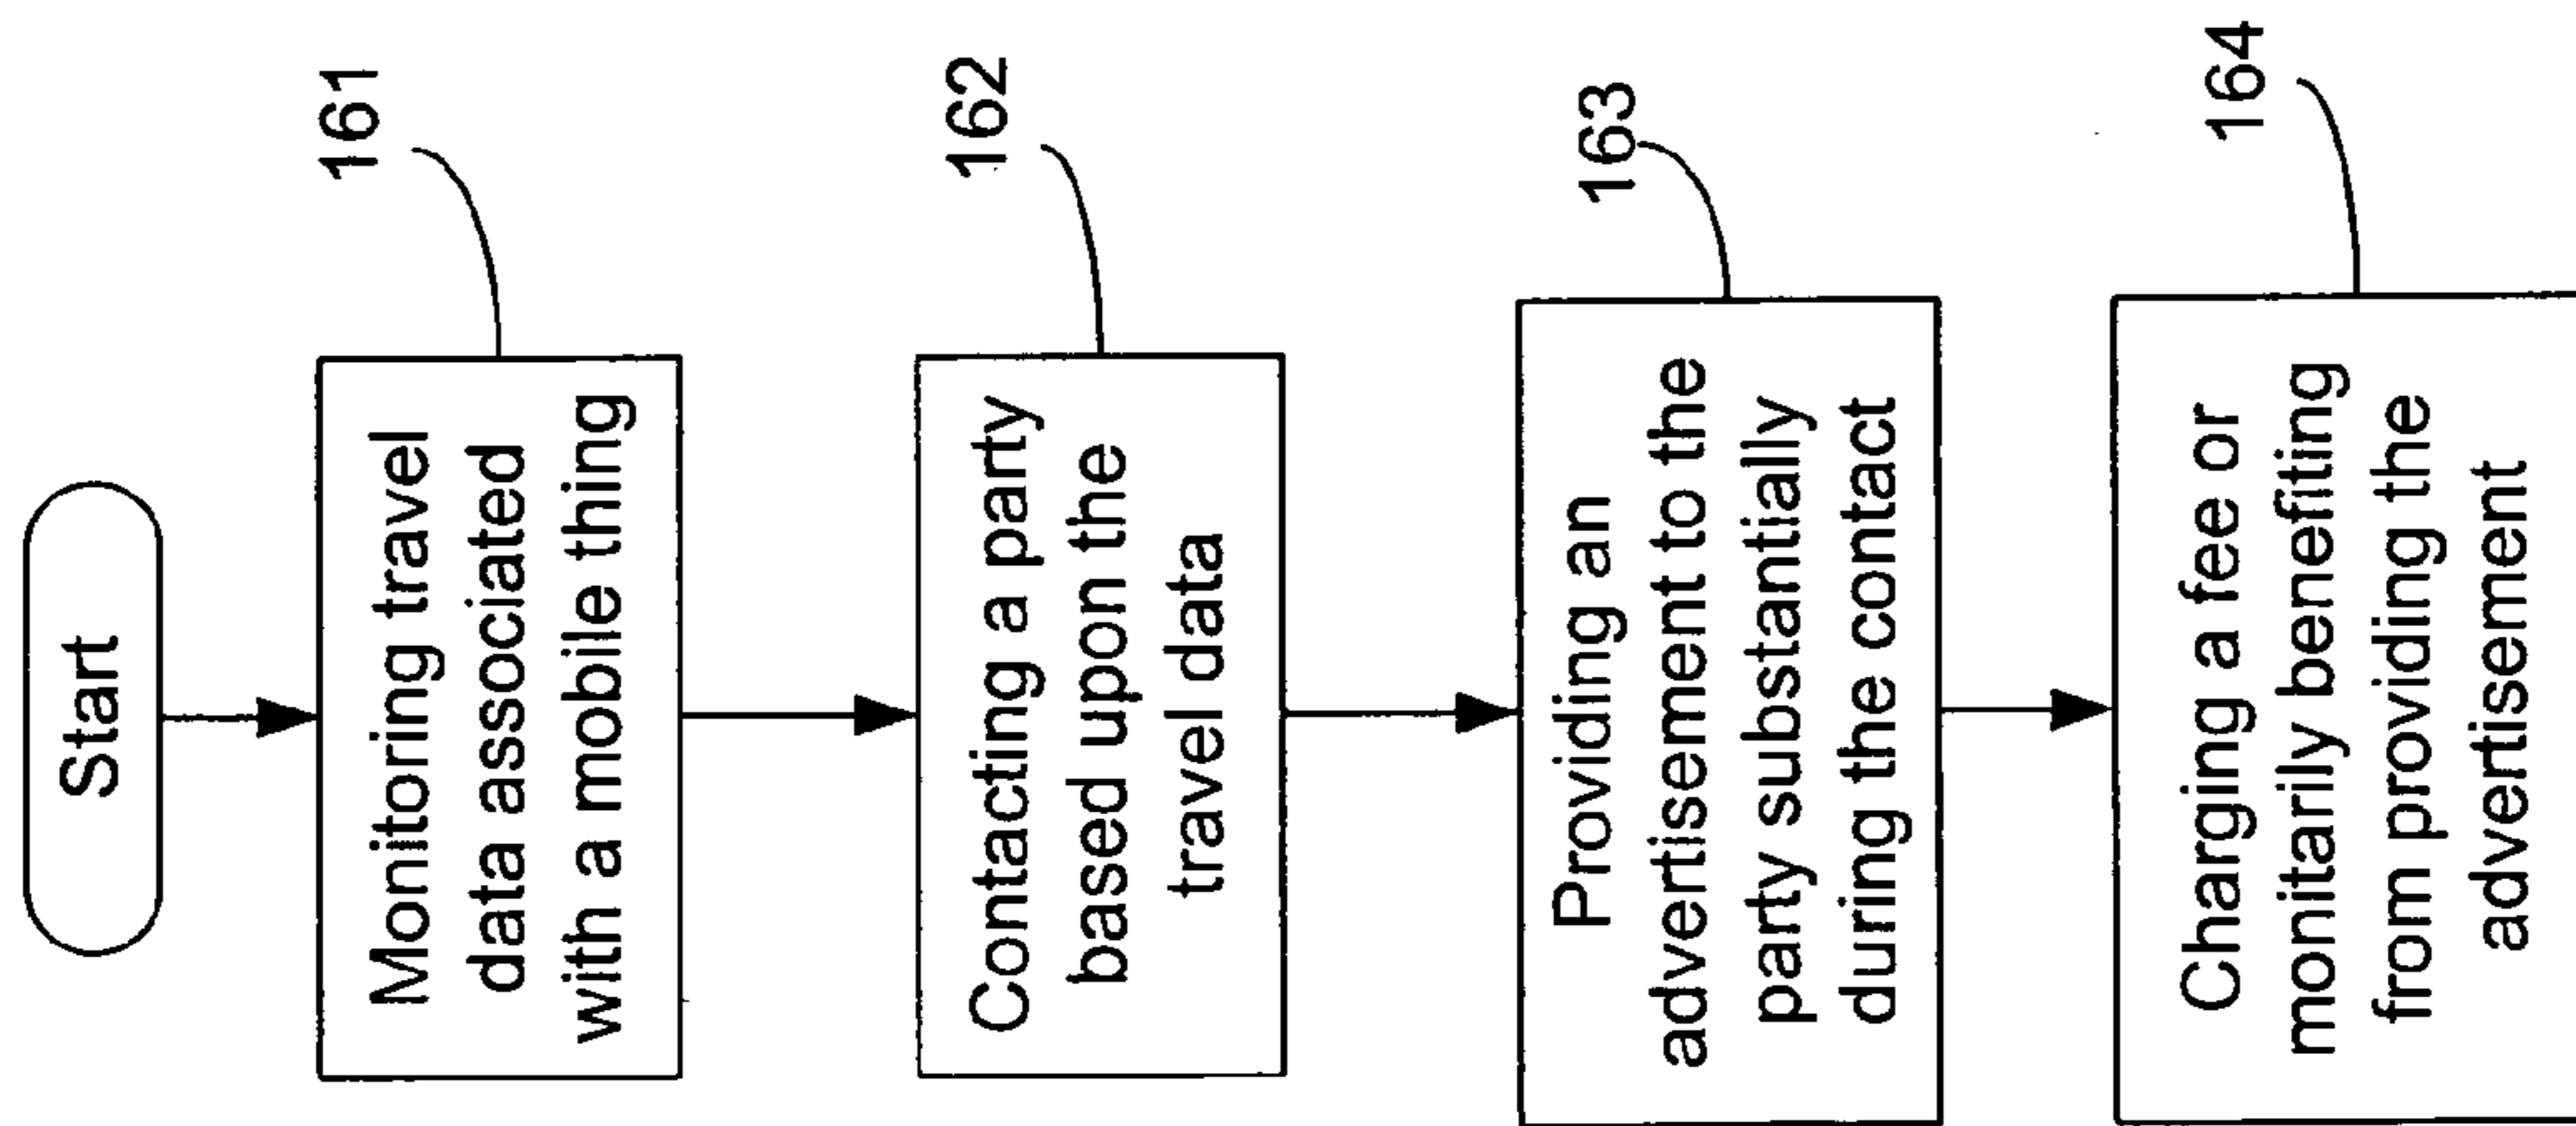 Start
161
Monitoring travel
data associated
with a mobile thing
162
Contacting a party
based upon the
travel data
163
Providing an
advertisement to the
party substantially
during the contact
164
Charging a fee or
monitarily benefiting
from providing the
advertisement